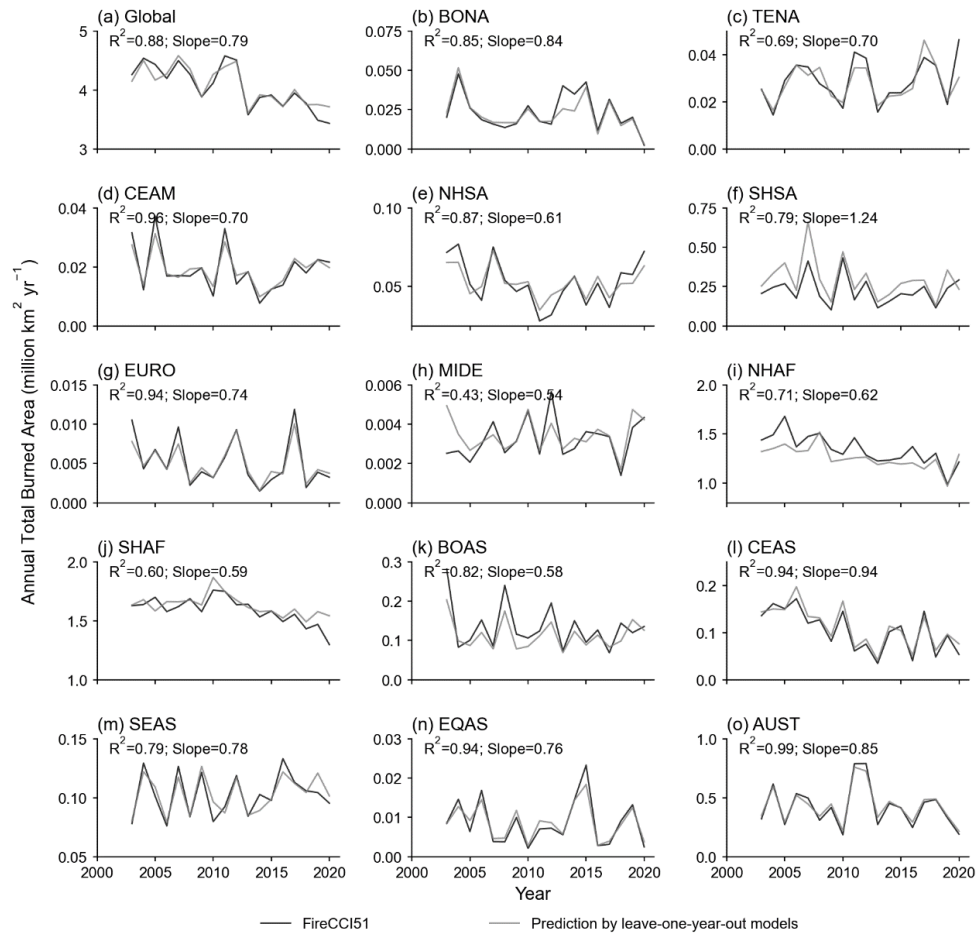 (a) Global
R²=0.88; Slope=0.79
5
4
3
(b) BONA
R²=0.85; Slope=0.84
0.075
0.050
0.025
0.000
(c) TENA
R²=0.69; Slope=0.70
0.04
0.02
0.00
(d) CEAM
R²=0.96; Slope=0.70
0.04
0.02
0.00
(e) NHSA
R²=0.87; Slope=0.61
0.10
0.05
(f) SHSA
R²=0.79; Slope=1.24
0.75
0.50
0.25
0.00
Annual Total Burned Area (million km² yr⁻¹)
(g) EURO
R²=0.94; Slope=0.74
0.015
0.010
0.005
0.000
(h) MIDE
R²=0.43; Slope=0.54
0.006
0.004
0.002
0.000
(i) NHAF
R²=0.71; Slope=0.62
2.0
1.5
1.0
(j) SHAF
R²=0.60; Slope=0.59
2.0
1.5
1.0
(k) BOAS
R²=0.82; Slope=0.58
0.3
0.2
0.1
0.0
(l) CEAS
R²=0.94; Slope=0.94
0.2
0.1
0.0
(m) SEAS
R²=0.79; Slope=0.78
0.15
0.10
0.05
2000 2005 2010 2015 2020
(n) EQAS
R²=0.94; Slope=0.76
0.03
0.02
0.01
0.00
2000 2005 2010 2015 2020
(o) AUST
R²=0.99; Slope=0.85
1.0
0.5
0.0
2000 2005 2010 2015 2020
Year
FireCCI51
Prediction by leave-one-year-out models